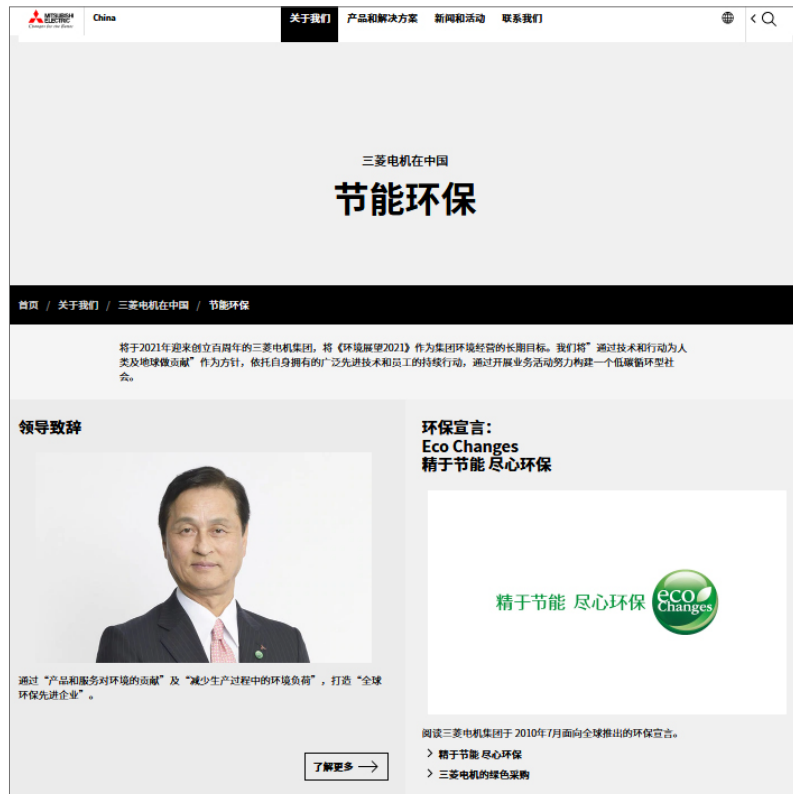 MITSUBISHI
ELECTRIC
Changes for the Better
China
关于我们
产品和解决方案
新闻和活动
联系我们
三菱电机在中国
节能环保
首页 / 关于我们 / 三菱电机在中国 / 节能环保
将于2021年迎来创立百周年的三菱电机集团，将《环境展望2021》作为集团环境经营的长期目标。我们将”通过技术和行动为人
类及地球做贡献”作为方针，依托自身拥有的广泛先进技术和员工的持续行动，通过开展业务活动努力构建一个低碳循环型社
会。
领导致辞
通过“产品和服务对环境的贡献”及“减少生产过程中的环境负荷”，打造“全球
环保先进企业”。
了解更多
环保宣言：
Eco Changes
精于节能 尽心环保
精于节能 尽心环保
eco
Changes
阅读三菱电机集团于 2010年7月面向全球推出的环保宣言。
精于节能 尽心环保
三菱电机的绿色采购